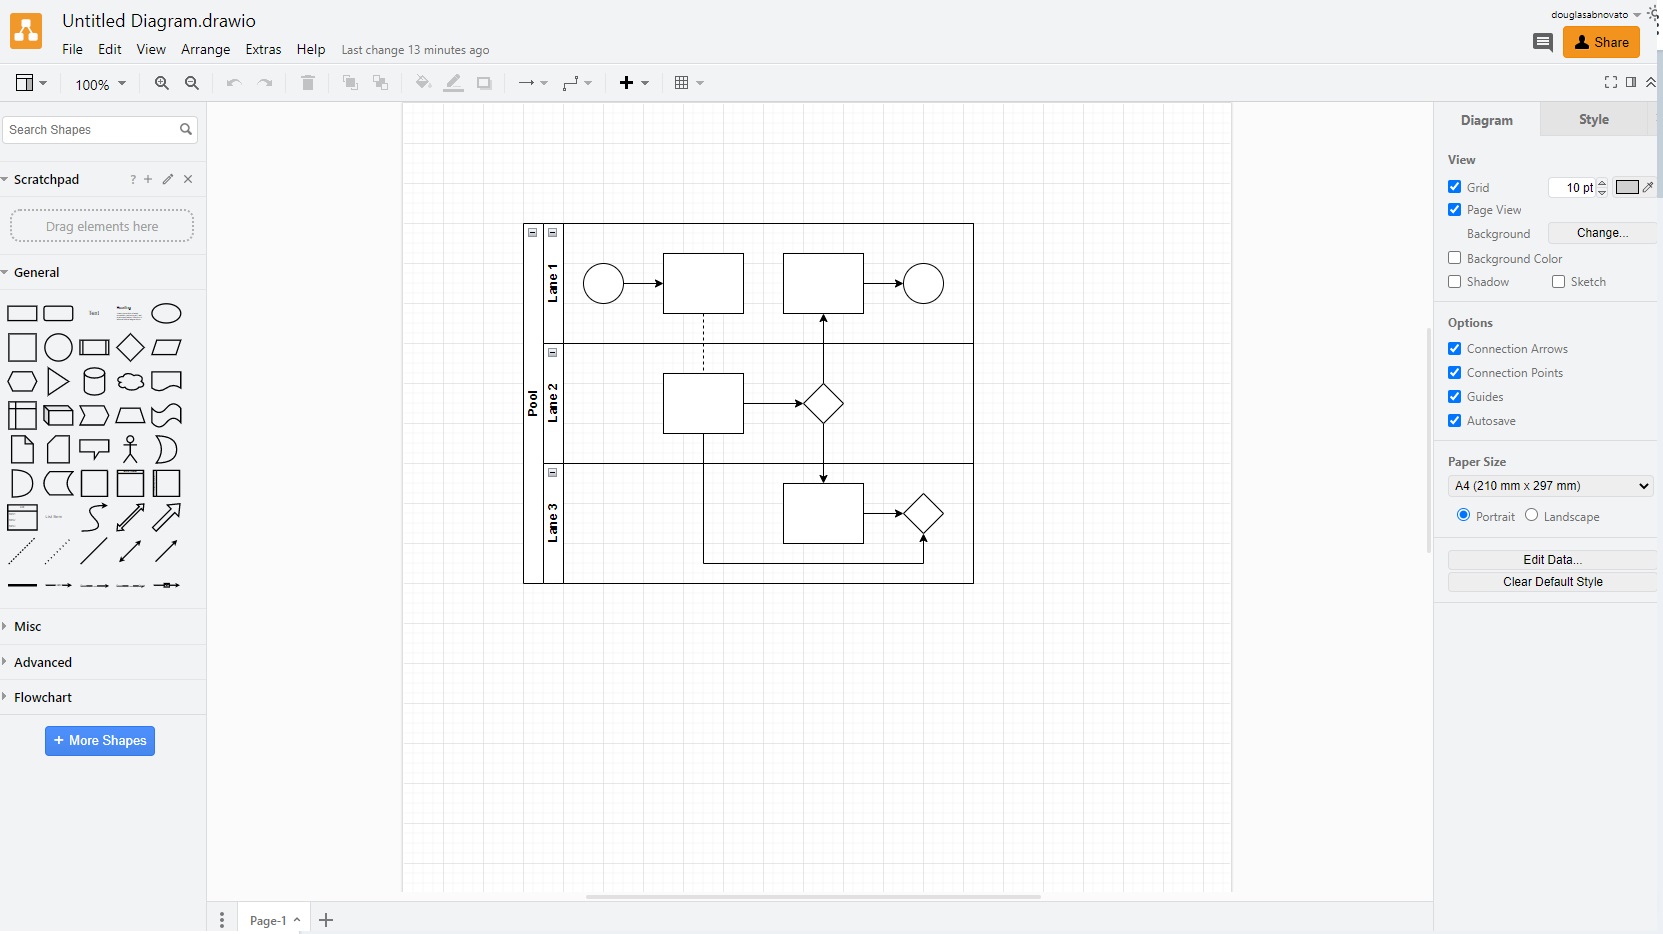 Untitled Diagram.drawio
douglasabnovato
File Edit View Arrange Extras Help Last change 13 minutes ago
Share
100%
Search Shapes
Scratchpad
?
Drag elements here
General
Text
Heading
Misc
Advanced
Flowchart
+ More Shapes
Pool
Lane 1
Lane 2
Lane 3
Page-1
Diagram Style
View
Grid 10 pt
Page View
Background Change...
Background Color
Shadow Sketch
Options
Connection Arrows
Connection Points
Guides
Autosave
Paper Size
A4 (210 mm x 297 mm)
Portrait Landscape
Edit Data...
Clear Default Style